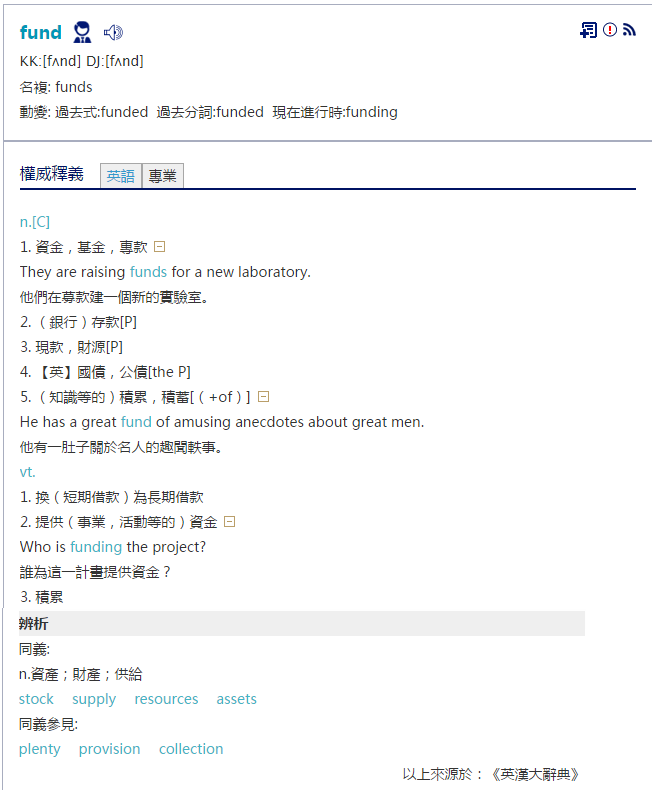 fund
KK:[fʌnd] DJ:[fʌnd]
名複: funds
動變: 過去式:funded 過去分詞:funded 現在進行時:funding
權威釋義 英語 專業
n.[C]
1. 資金，基金，專款
They are raising funds for a new laboratory.
他們在募款建一個新的實驗室。
2. （銀行）存款[P]
3. 現款，財源[P]
4. 【英】國債，公債[the P]
5. （知識等的）積累，積蓄[（+of）]
He has a great fund of amusing anecdotes about great men.
他有一肚子關於名人的趣聞軼事。
vt.
1. 換（短期借款）為長期借款
2. 提供（事業，活動等的）資金
Who is funding the project?
誰為這一計畫提供資金？
3. 積累
辨析
同義:
n.資產；財產；供給
stock supply resources assets
同義參見:
plenty provision collection
以上來源於：《英漢大辭典》